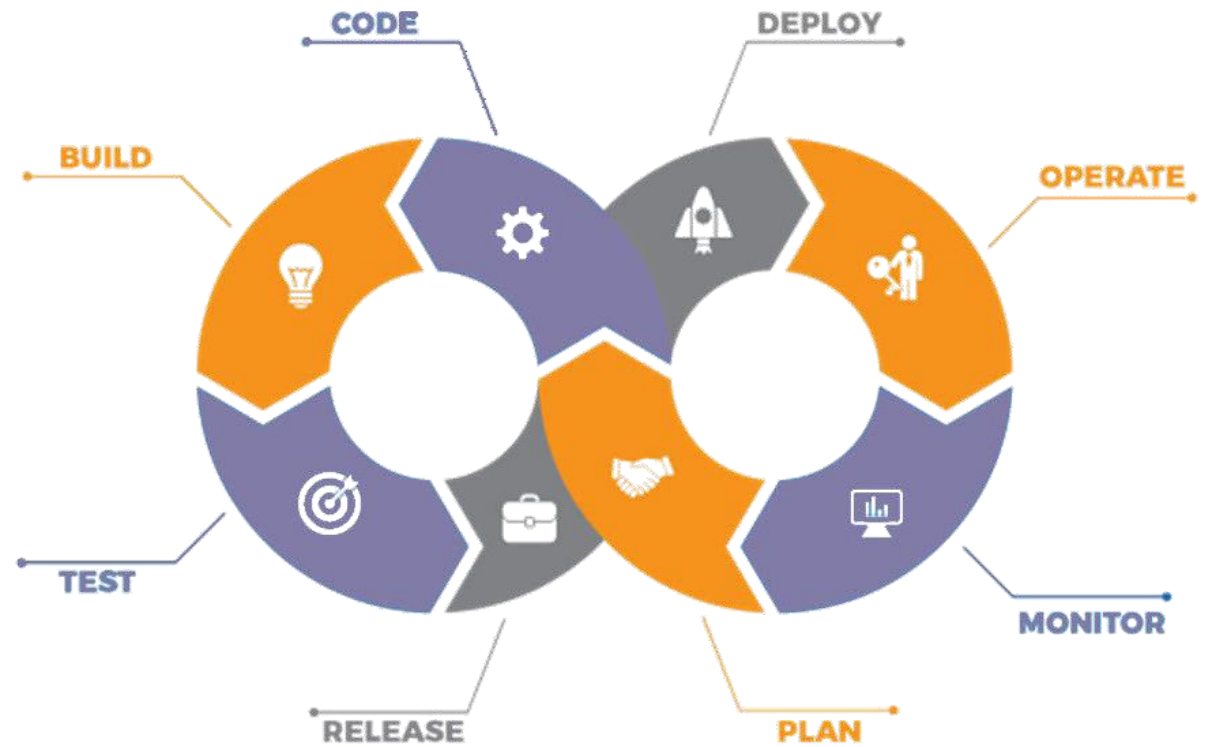 CODE
DEPLOY
BUILD
OPERATE
TEST
MONITOR
RELEASE
PLAN